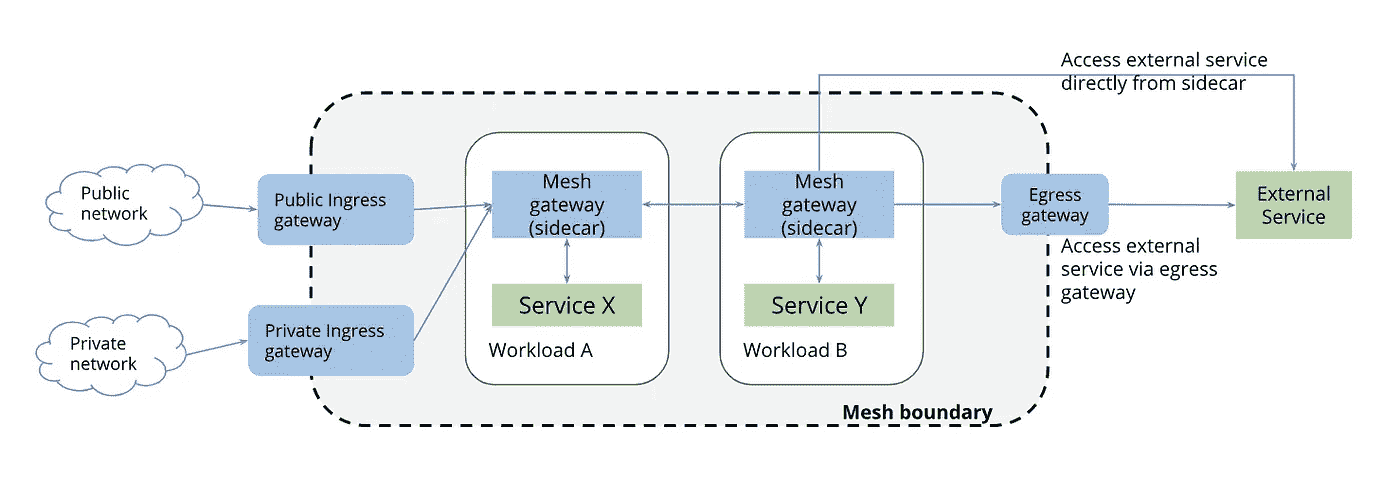 Access external service
directly from sidecar
Public
network
Public Ingress
gateway
Mesh
gateway
(sidecar)
Mesh
gateway
(sidecar)
Egress
gateway
External
Service
Access external
service via egress
gateway
Private
network
Private Ingress
gateway
Service X
Service Y
Workload A
Workload B
Mesh boundary